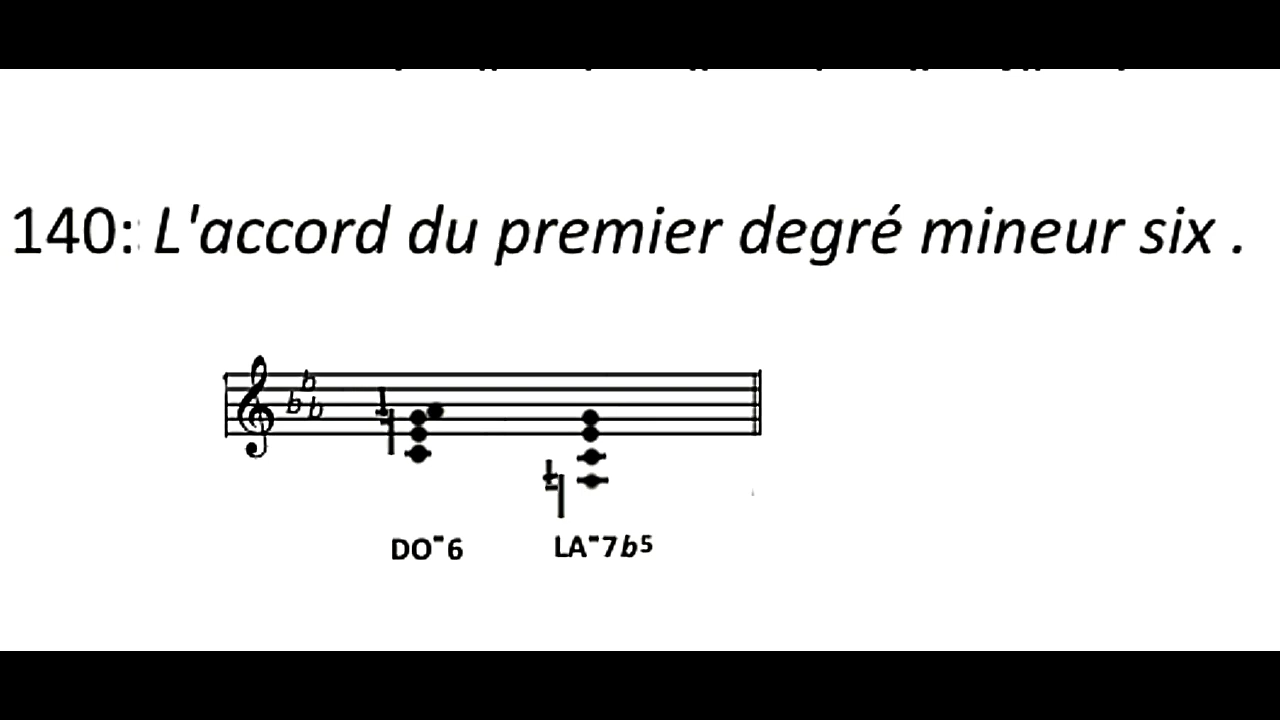 140: L'accord du premier degré mineur six .
DO-6 LA-7b5